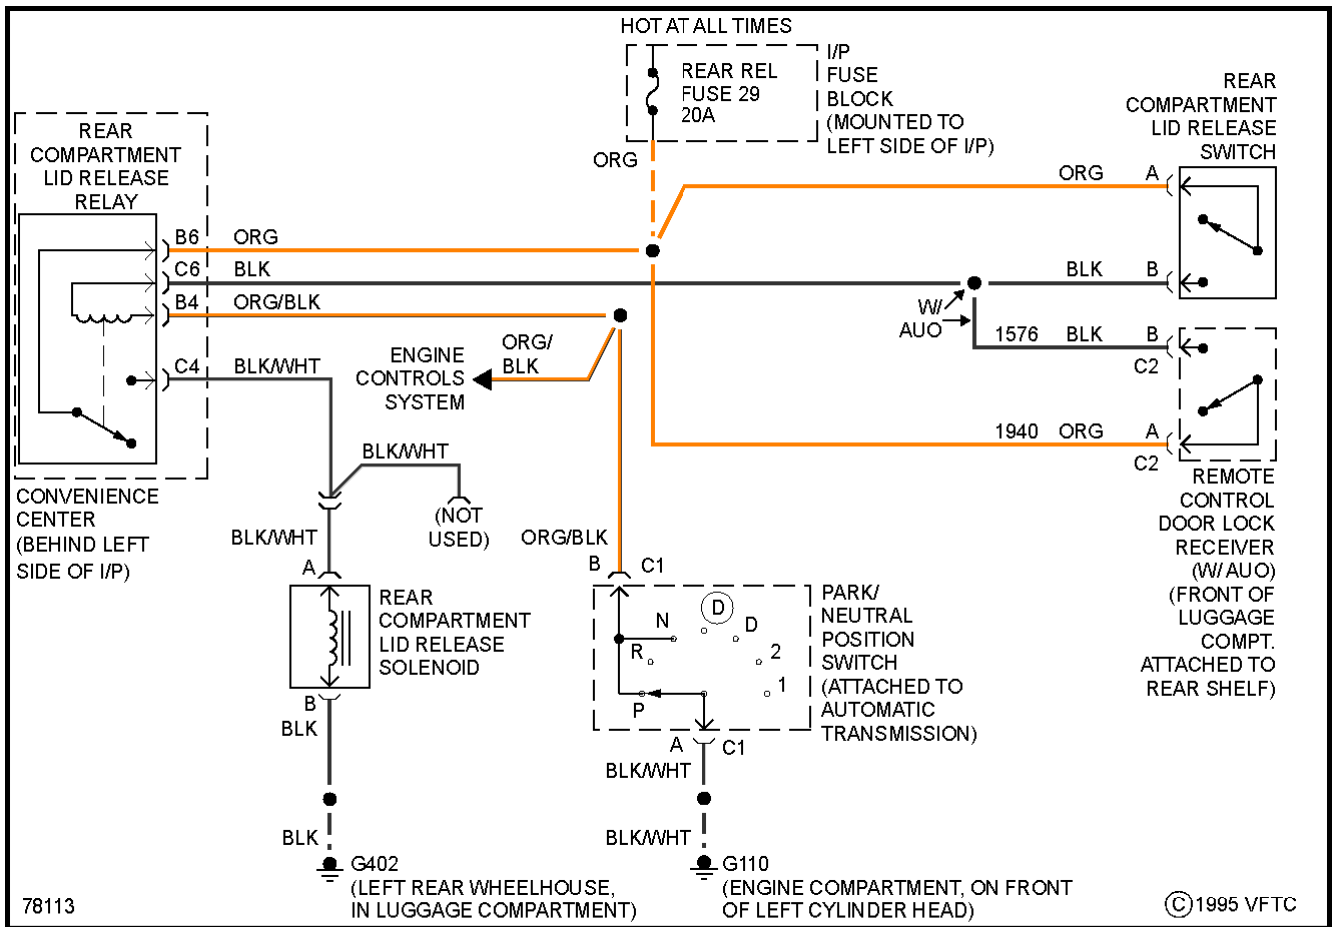 HOT AT ALL TIMES
REAR REL
FUSE 29
20A
I/P
FUSE
BLOCK
(MOUNTED TO
LEFT SIDE OF I/P)
ORG
REAR
COMPARTMENT
LID RELEASE
SWITCH
ORG A
BLK B
REAR
COMPARTMENT
LID RELEASE
RELAY
B6 ORG
C6 BLK
B4 ORG/BLK
C4 BLK/WHT
CONVENIENCE
CENTER
(BEHIND LEFT
SIDE OF I/P)
ENGINE
CONTROLS
SYSTEM
ORG/
BLK
W/
AUO
1576 BLK B
C2
1940 ORG A
C2
REMOTE
CONTROL
DOOR LOCK
RECEIVER
(W/AUO)
(FRONT OF
LUGGAGE
COMPT.
ATTACHED TO
REAR SHELF)
BLK/WHT
(NOT
USED)
BLK/WHT
A
REAR
COMPARTMENT
LID RELEASE
SOLENOID
B
BLK
BLK
G402
(LEFT REAR WHEELHOUSE,
IN LUGGAGE COMPARTMENT)
ORG/BLK
B C1
N D D
R 2
P 1
PARK/
NEUTRAL
POSITION
SWITCH
(ATTACHED TO
AUTOMATIC
TRANSMISSION)
A C1
BLK/WHT
BLK/WHT
G110
(ENGINE COMPARTMENT, ON FRONT
OF LEFT CYLINDER HEAD)
78113
©1995 VFTC